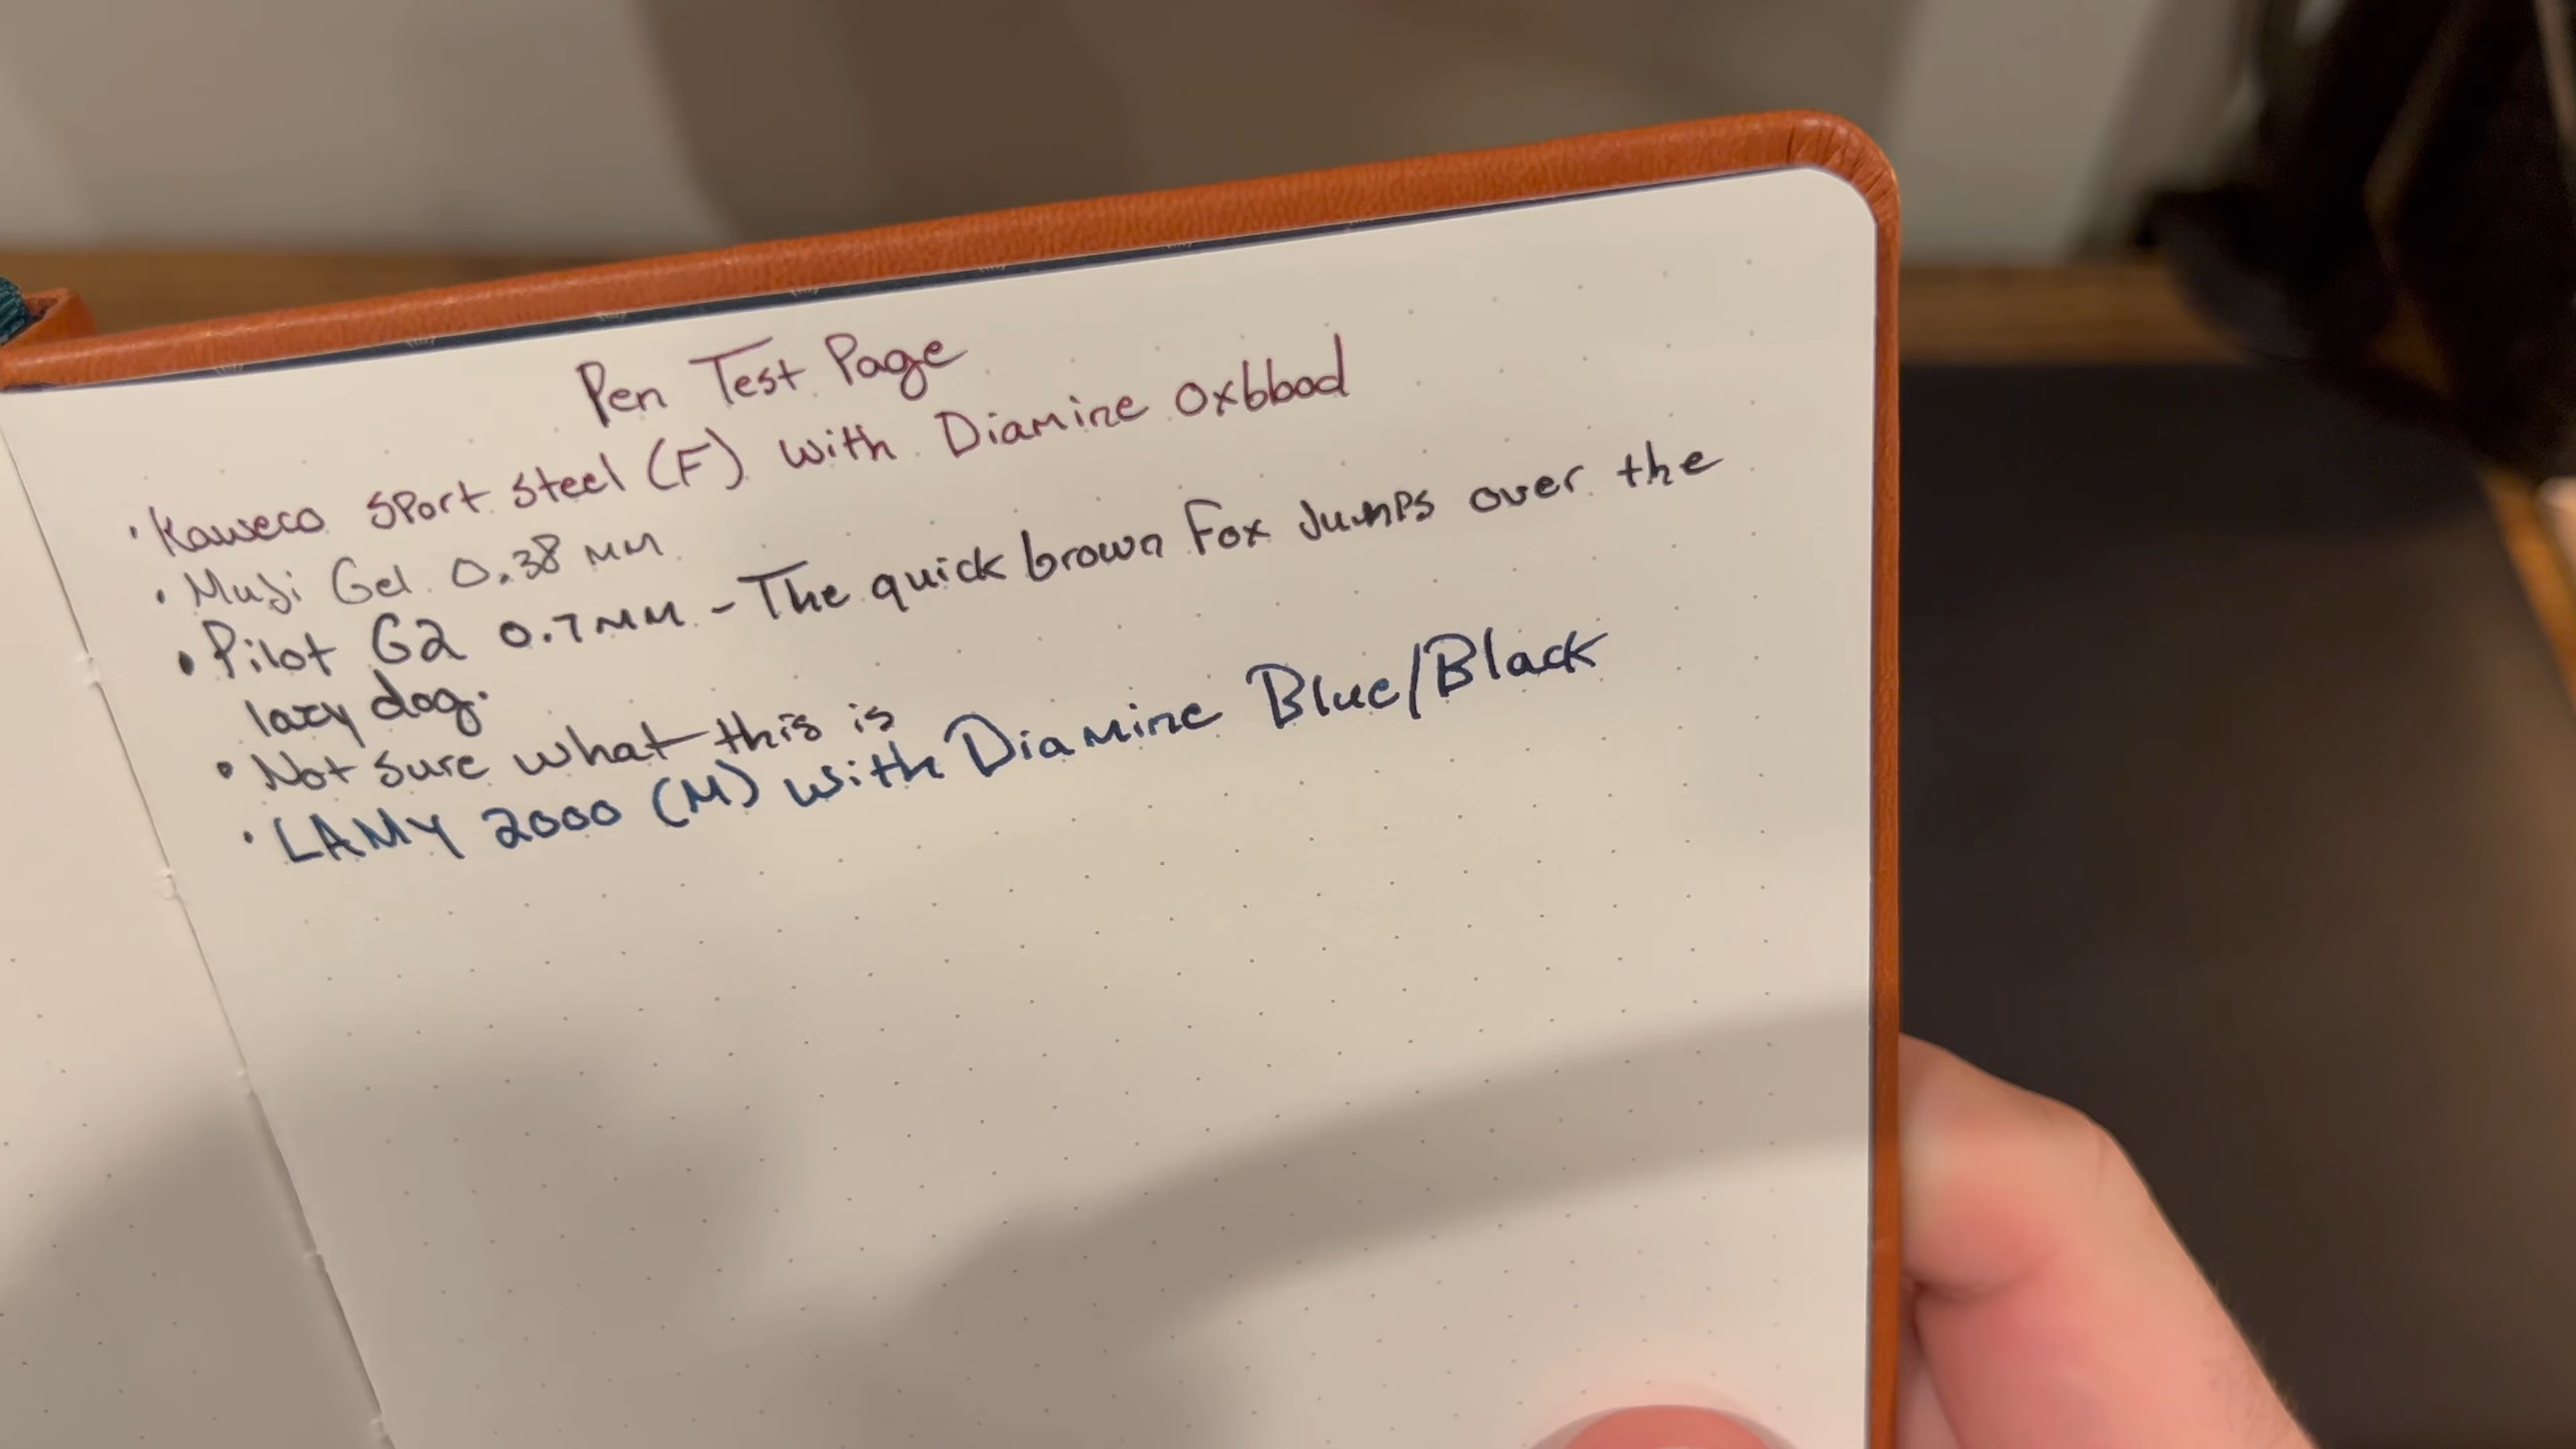 Pen Test Page
• Kaweco Sport Steel (F) with Diamine Oxblood
• Muji Gel 0.38 MM
• Pilot G2 0.7MM - The quick brown Fox Jumps over the
lazy dog.
• Not sure what this is
• LAMY 2000 (M) with Diamine Blue/Black